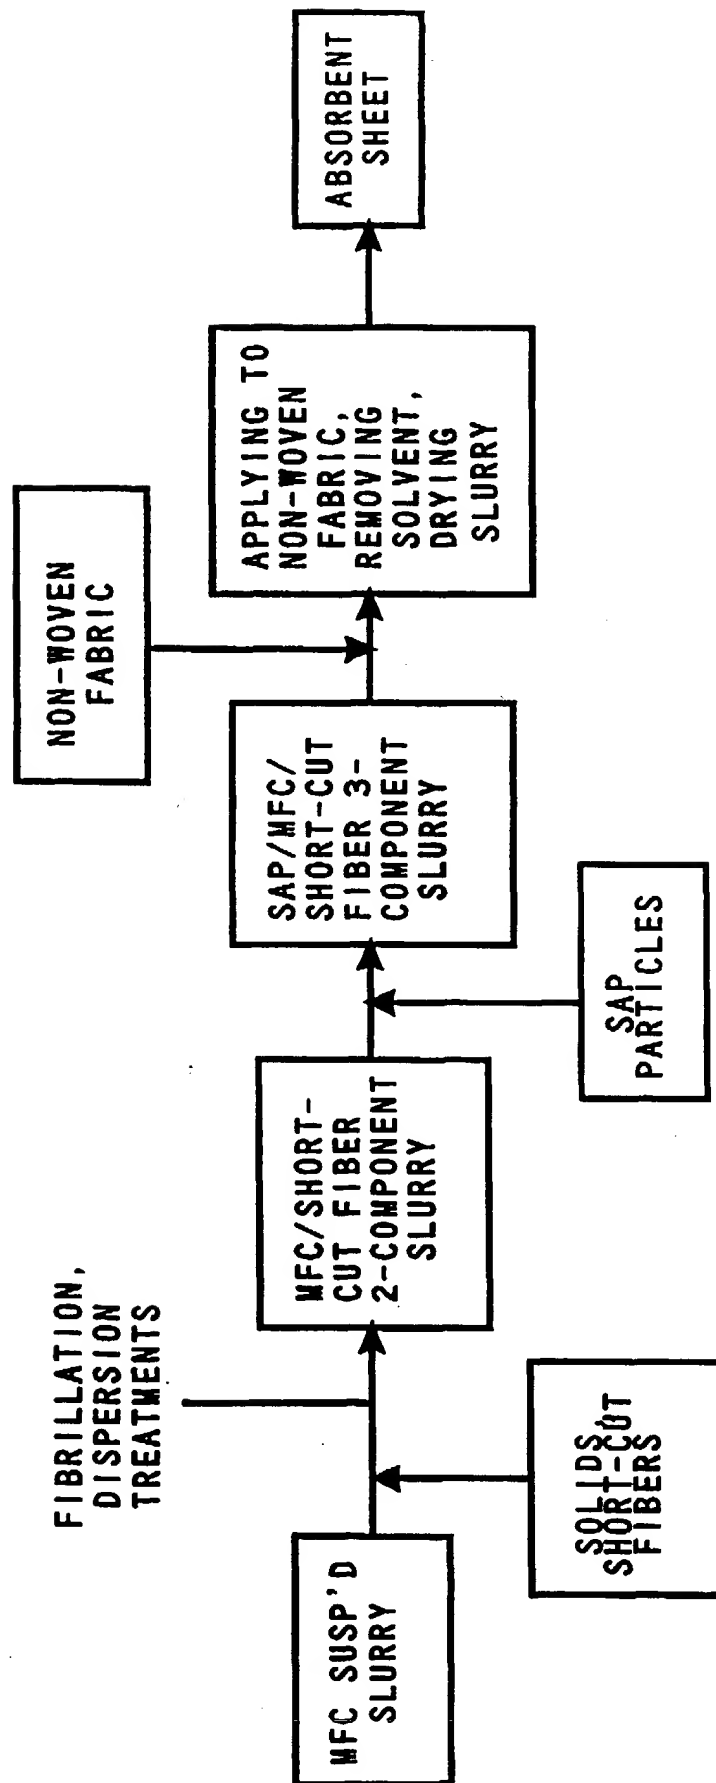 FIBRILLATION,
DISPERSION
TREATMENTS
MFC SUSP'D
SLURRY
SOLIDS,
SHORT-CUT
FIBERS
MFC/SHORT-
CUT FIBER
2-COMPONENT
SLURRY
SAP
PARTICLES
SAP/MFC/
SHORT-CUT
FIBER 3-
COMPONENT
SLURRY
NON-WOVEN
FABRIC
APPLYING TO
NON-WOVEN
FABRIC,
REMOVING
SOLVENT,
DRYING
SLURRY
ABSORBENT
SHEET